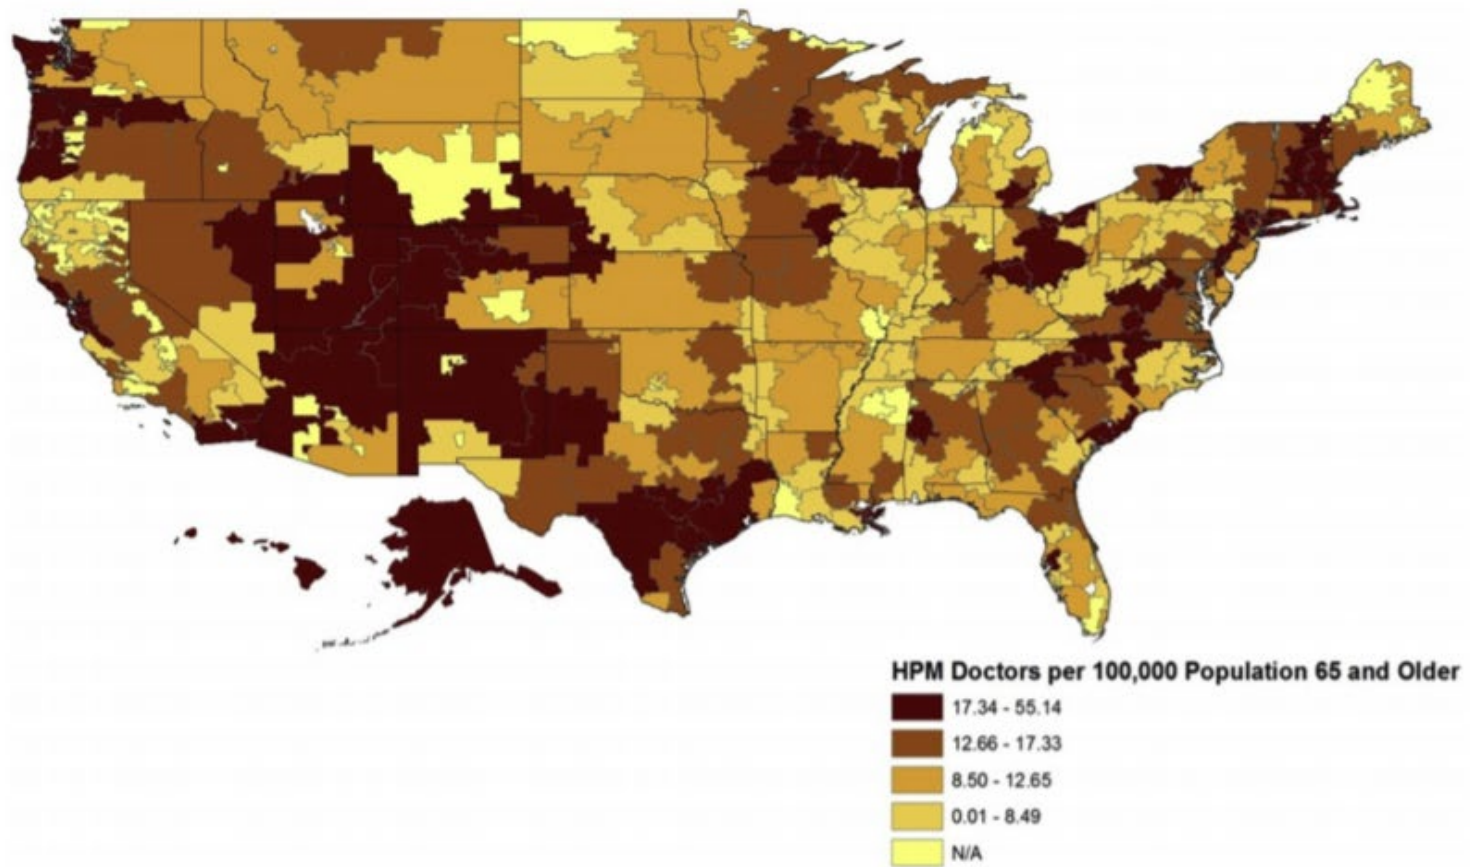 HPM Doctors per 100,000 Population 65 and Older
17.34 - 55.14
12.66 - 17.33
8.50 - 12.65
0.01 - 8.49
N/A